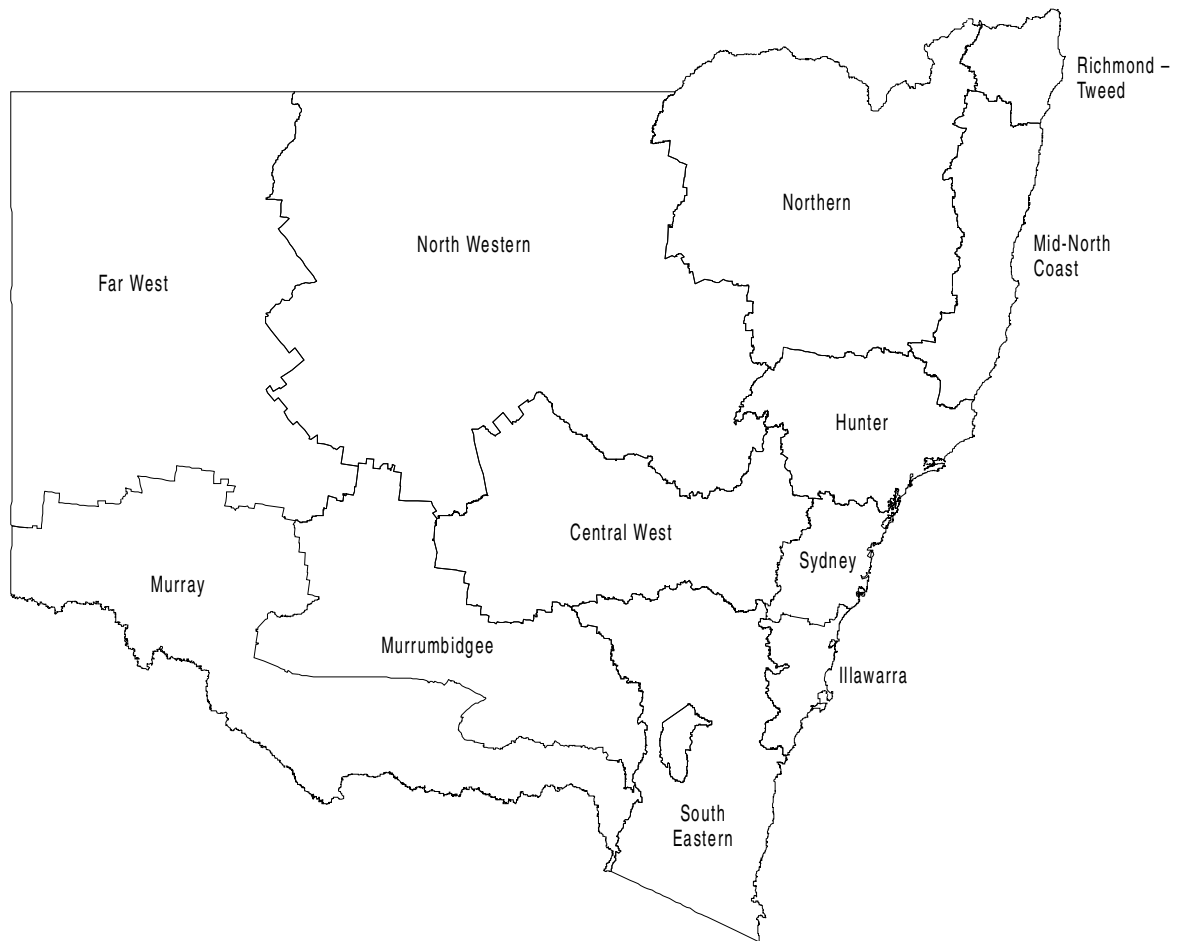 Richmond –
Tweed
Northern
North Western
Mid-North
Coast
Far West
Hunter
Central West
Sydney
Murray
Murrumbidgee
Illawarra
South
Eastern